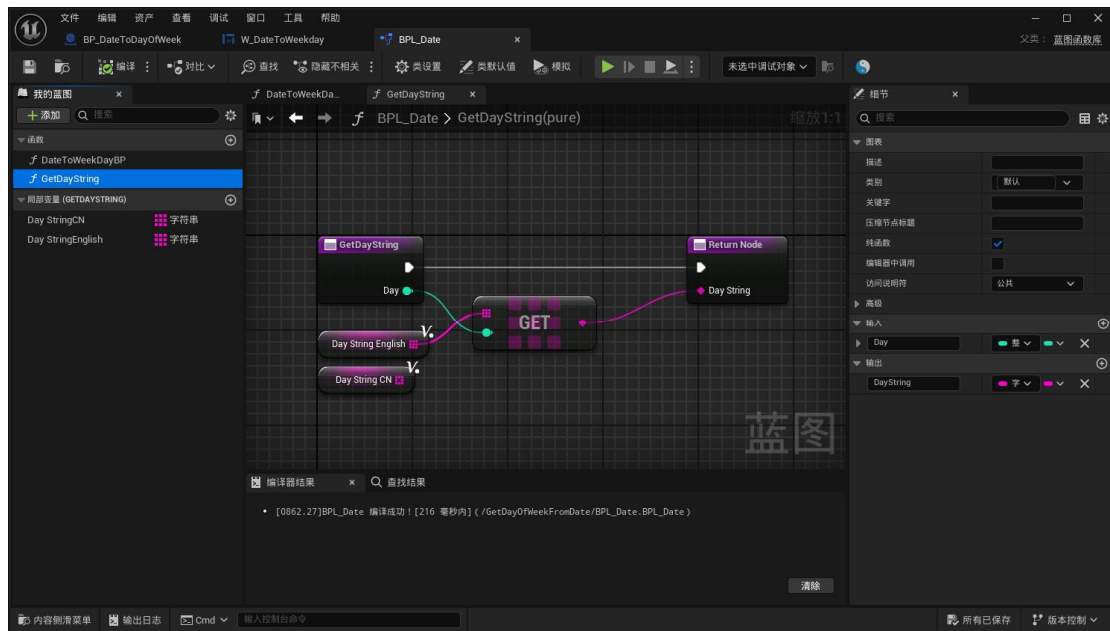 文件 编辑 资产 查看 调试 窗口 工具 帮助
BP_DateToDayOfWeek W_DateToWeekday BPL_Date × 父类： 蓝图函数库
编译 对比 查找 隐藏不相关 类设置 类默认值 模拟 未选中调试对象
我的蓝图 ×
添加 搜索
函数
DateToWeekDayBP
GetDayString
局部变量 (GETDAYSTRING)
Day StringCN 字符串
Day StringEnglish 字符串
DateToWeekDa... GetDayString ×
BPL_Date > GetDayString(pure) 缩放1:1
GetDayString
Day
Day String English
Day String CN
GET
Return Node
Day String
蓝图
编译器结果 × 查找结果
• [0862.27]BPL_Date 编译成功！[216 毫秒内] ( /GetDayOfWeekFromDate/BPL_Date.BPL_Date )
清除
细节 ×
搜索
图表
描述
类别 默认
关键字
压缩节点标题
纯函数
编辑器中调用
访问说明符 公共
高级
输入
Day 整 ×
输出
DayString 字 ×
内容侧滑菜单 输出日志 Cmd 输入控制台命令 所有已保存 版本控制